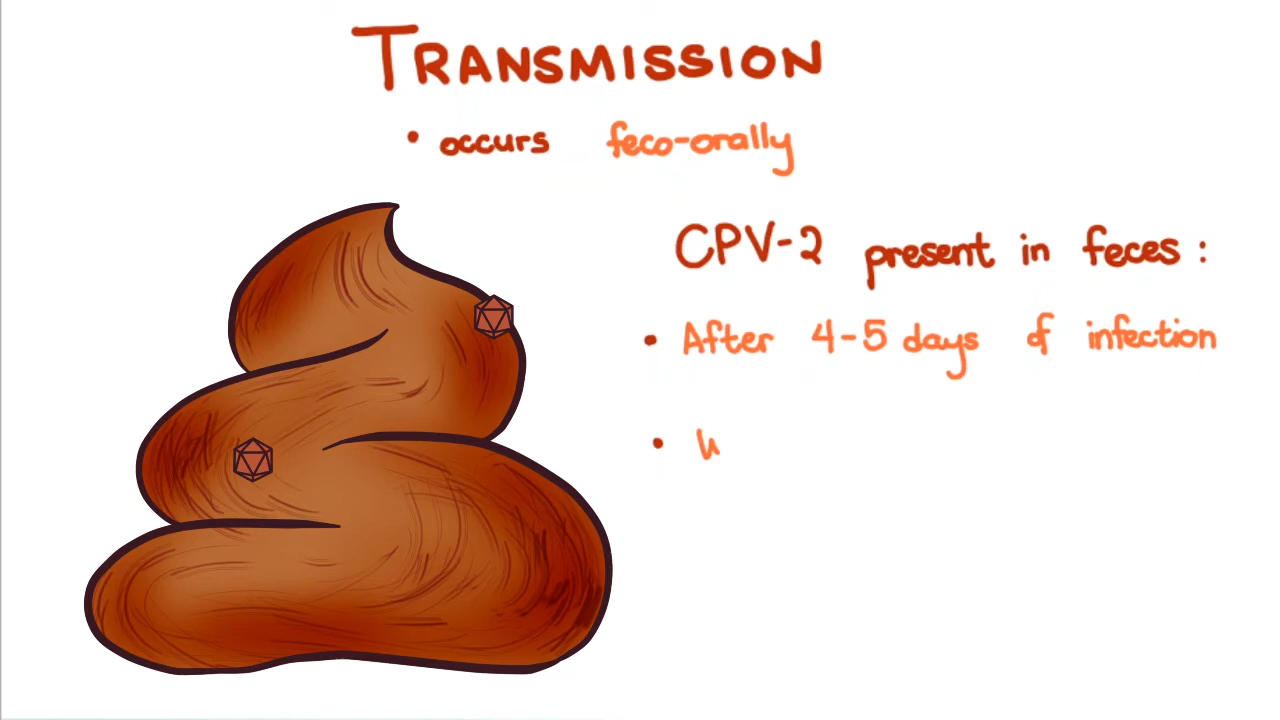 TRANSMISSION
• occurs feco-orally
CPV-2 present in feces :
• After 4-5 days of infection
•